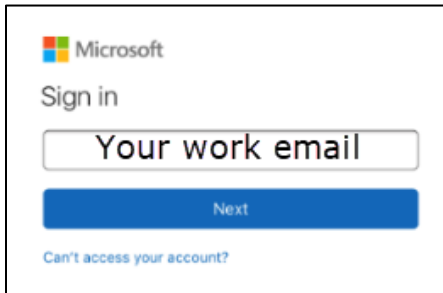 Microsoft
Sign in
Your work email
Next
Can't access your account?